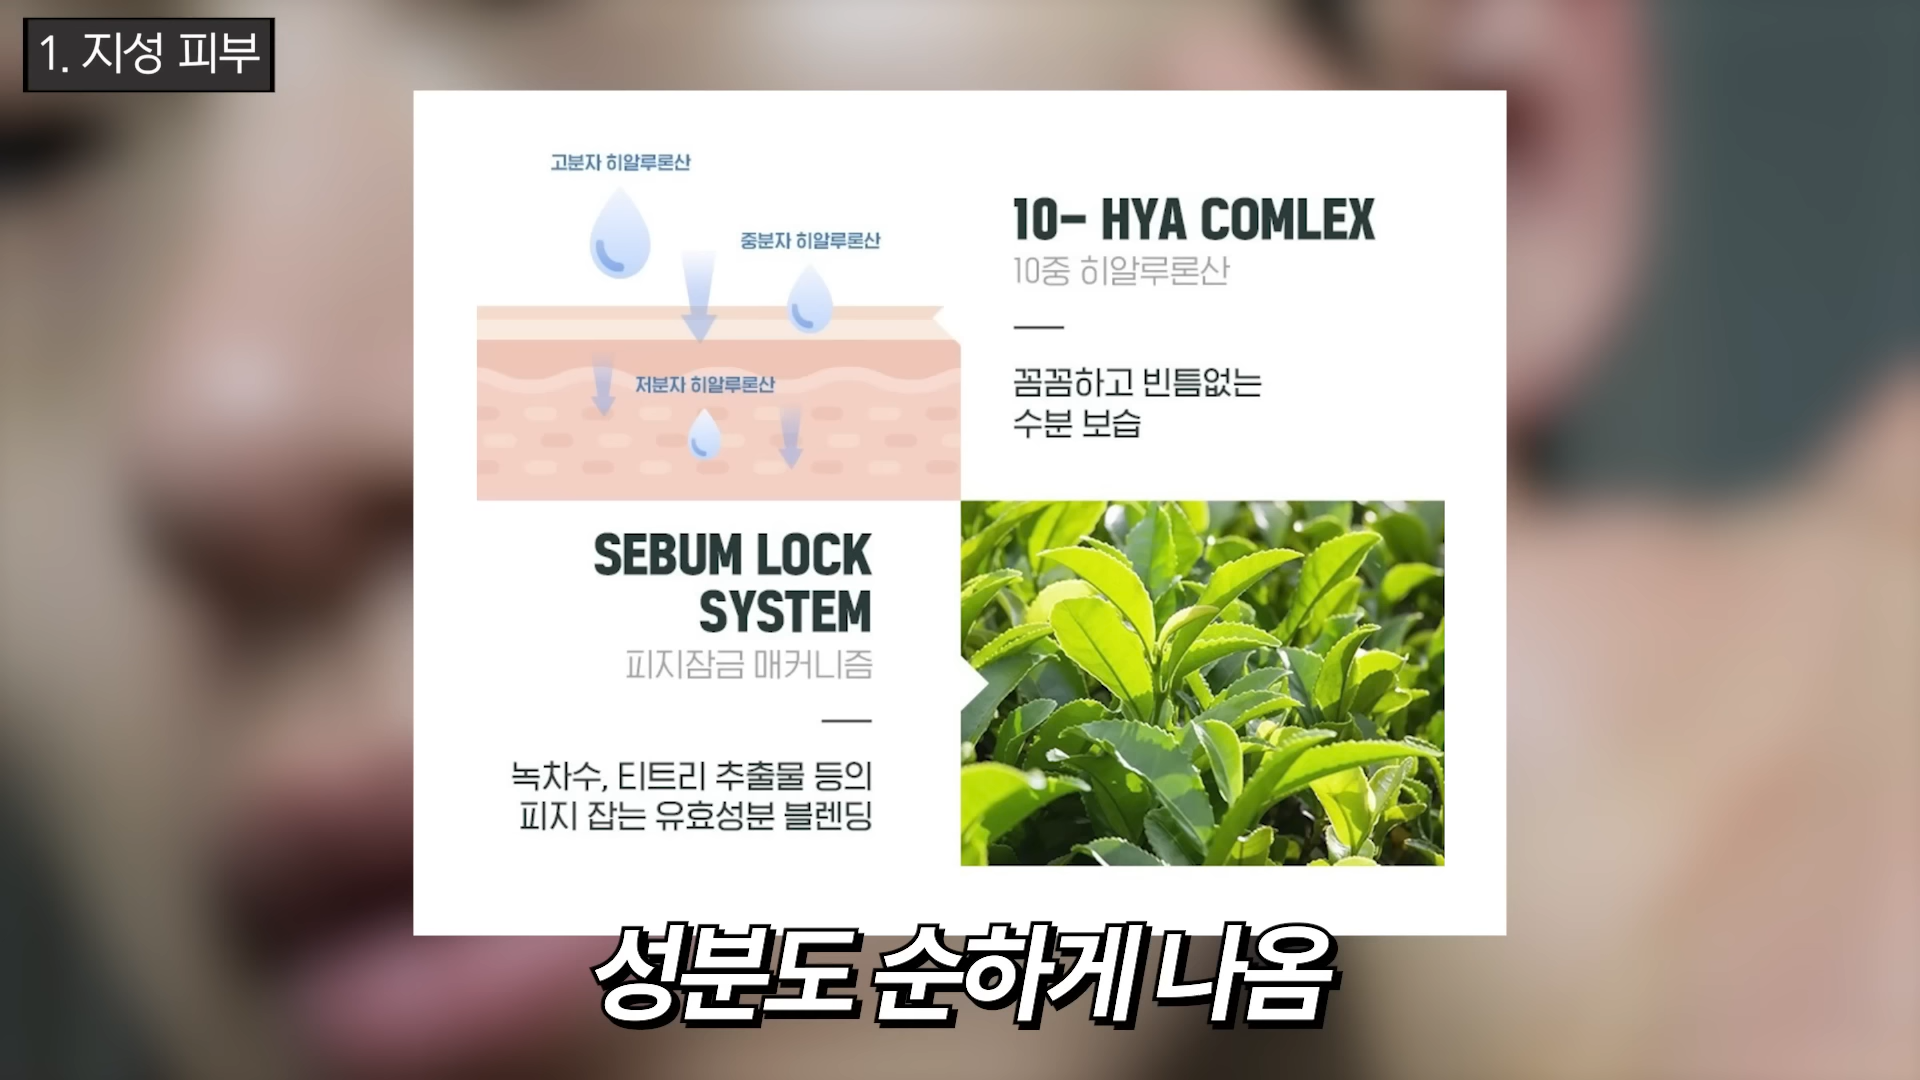 1. 지성 피부
고분자 히알루론산
중분자 히알루론산
저분자 히알루론산
10- HYA COMLEX
10중 히알루론산
꼼꼼하고 빈틈없는
수분 보습
SEBUM LOCK
SYSTEM
피지잠금 매커니즘
녹차수, 티트리 추출물 등의
피지 잡는 유효성분 블렌딩
성분도 순하게 나옴